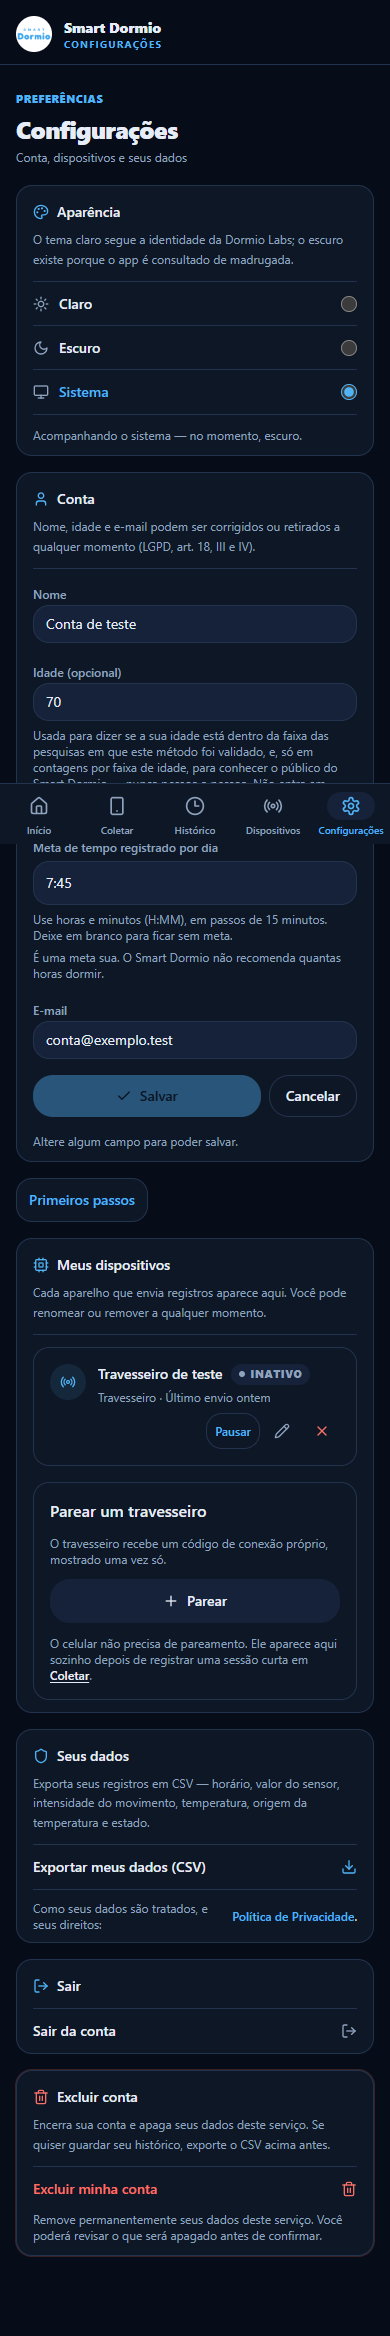 SMART
Dormio
Smart Dormio
CONFIGURAÇÕES
PREFERÊNCIAS
Configurações
Conta, dispositivos e seus dados
Aparência
O tema claro segue a identidade da Dormio Labs; o escuro
existe porque o app é consultado de madrugada.
Claro
Escuro
Sistema
Acompanhando o sistema — no momento, escuro.
Conta
Nome, idade e e-mail podem ser corrigidos ou retirados a
qualquer momento (LGPD, art. 18, III e IV).
Nome
Conta de teste
Idade (opcional)
70
Usada para dizer se a sua idade está dentro da faixa das
pesquisas em que este método foi validado, e, só em
contagens por faixa de idade, para conhecer o público do
Início
Coletar
Histórico
Dispositivos
Configurações
Meta de tempo registrado por dia
7:45
Use horas e minutos (H:MM), em passos de 15 minutos.
Deixe em branco para ficar sem meta.
É uma meta sua. O Smart Dormio não recomenda quantas
horas dormir.
E-mail
conta@exemplo.test
Salvar
Cancelar
Altere algum campo para poder salvar.
Primeiros passos
Meus dispositivos
Cada aparelho que envia registros aparece aqui. Você pode
renomear ou remover a qualquer momento.
Travesseiro de teste
INATIVO
Travesseiro · Último envio ontem
Pausar
Parear um travesseiro
O travesseiro recebe um código de conexão próprio,
mostrado uma vez só.
Parear
O celular não precisa de pareamento. Ele aparece aqui
sozinho depois de registrar uma sessão curta em
Coletar.
Seus dados
Exporta seus registros em CSV — horário, valor do sensor,
intensidade do movimento, temperatura, origem da
temperatura e estado.
Exportar meus dados (CSV)
Como seus dados são tratados, e
seus direitos:
Política de Privacidade.
Sair
Sair da conta
Excluir conta
Encerra sua conta e apaga seus dados deste serviço. Se
quiser guardar seu histórico, exporte o CSV acima antes.
Excluir minha conta
Remove permanentemente seus dados deste serviço. Você
poderá revisar o que será apagado antes de confirmar.